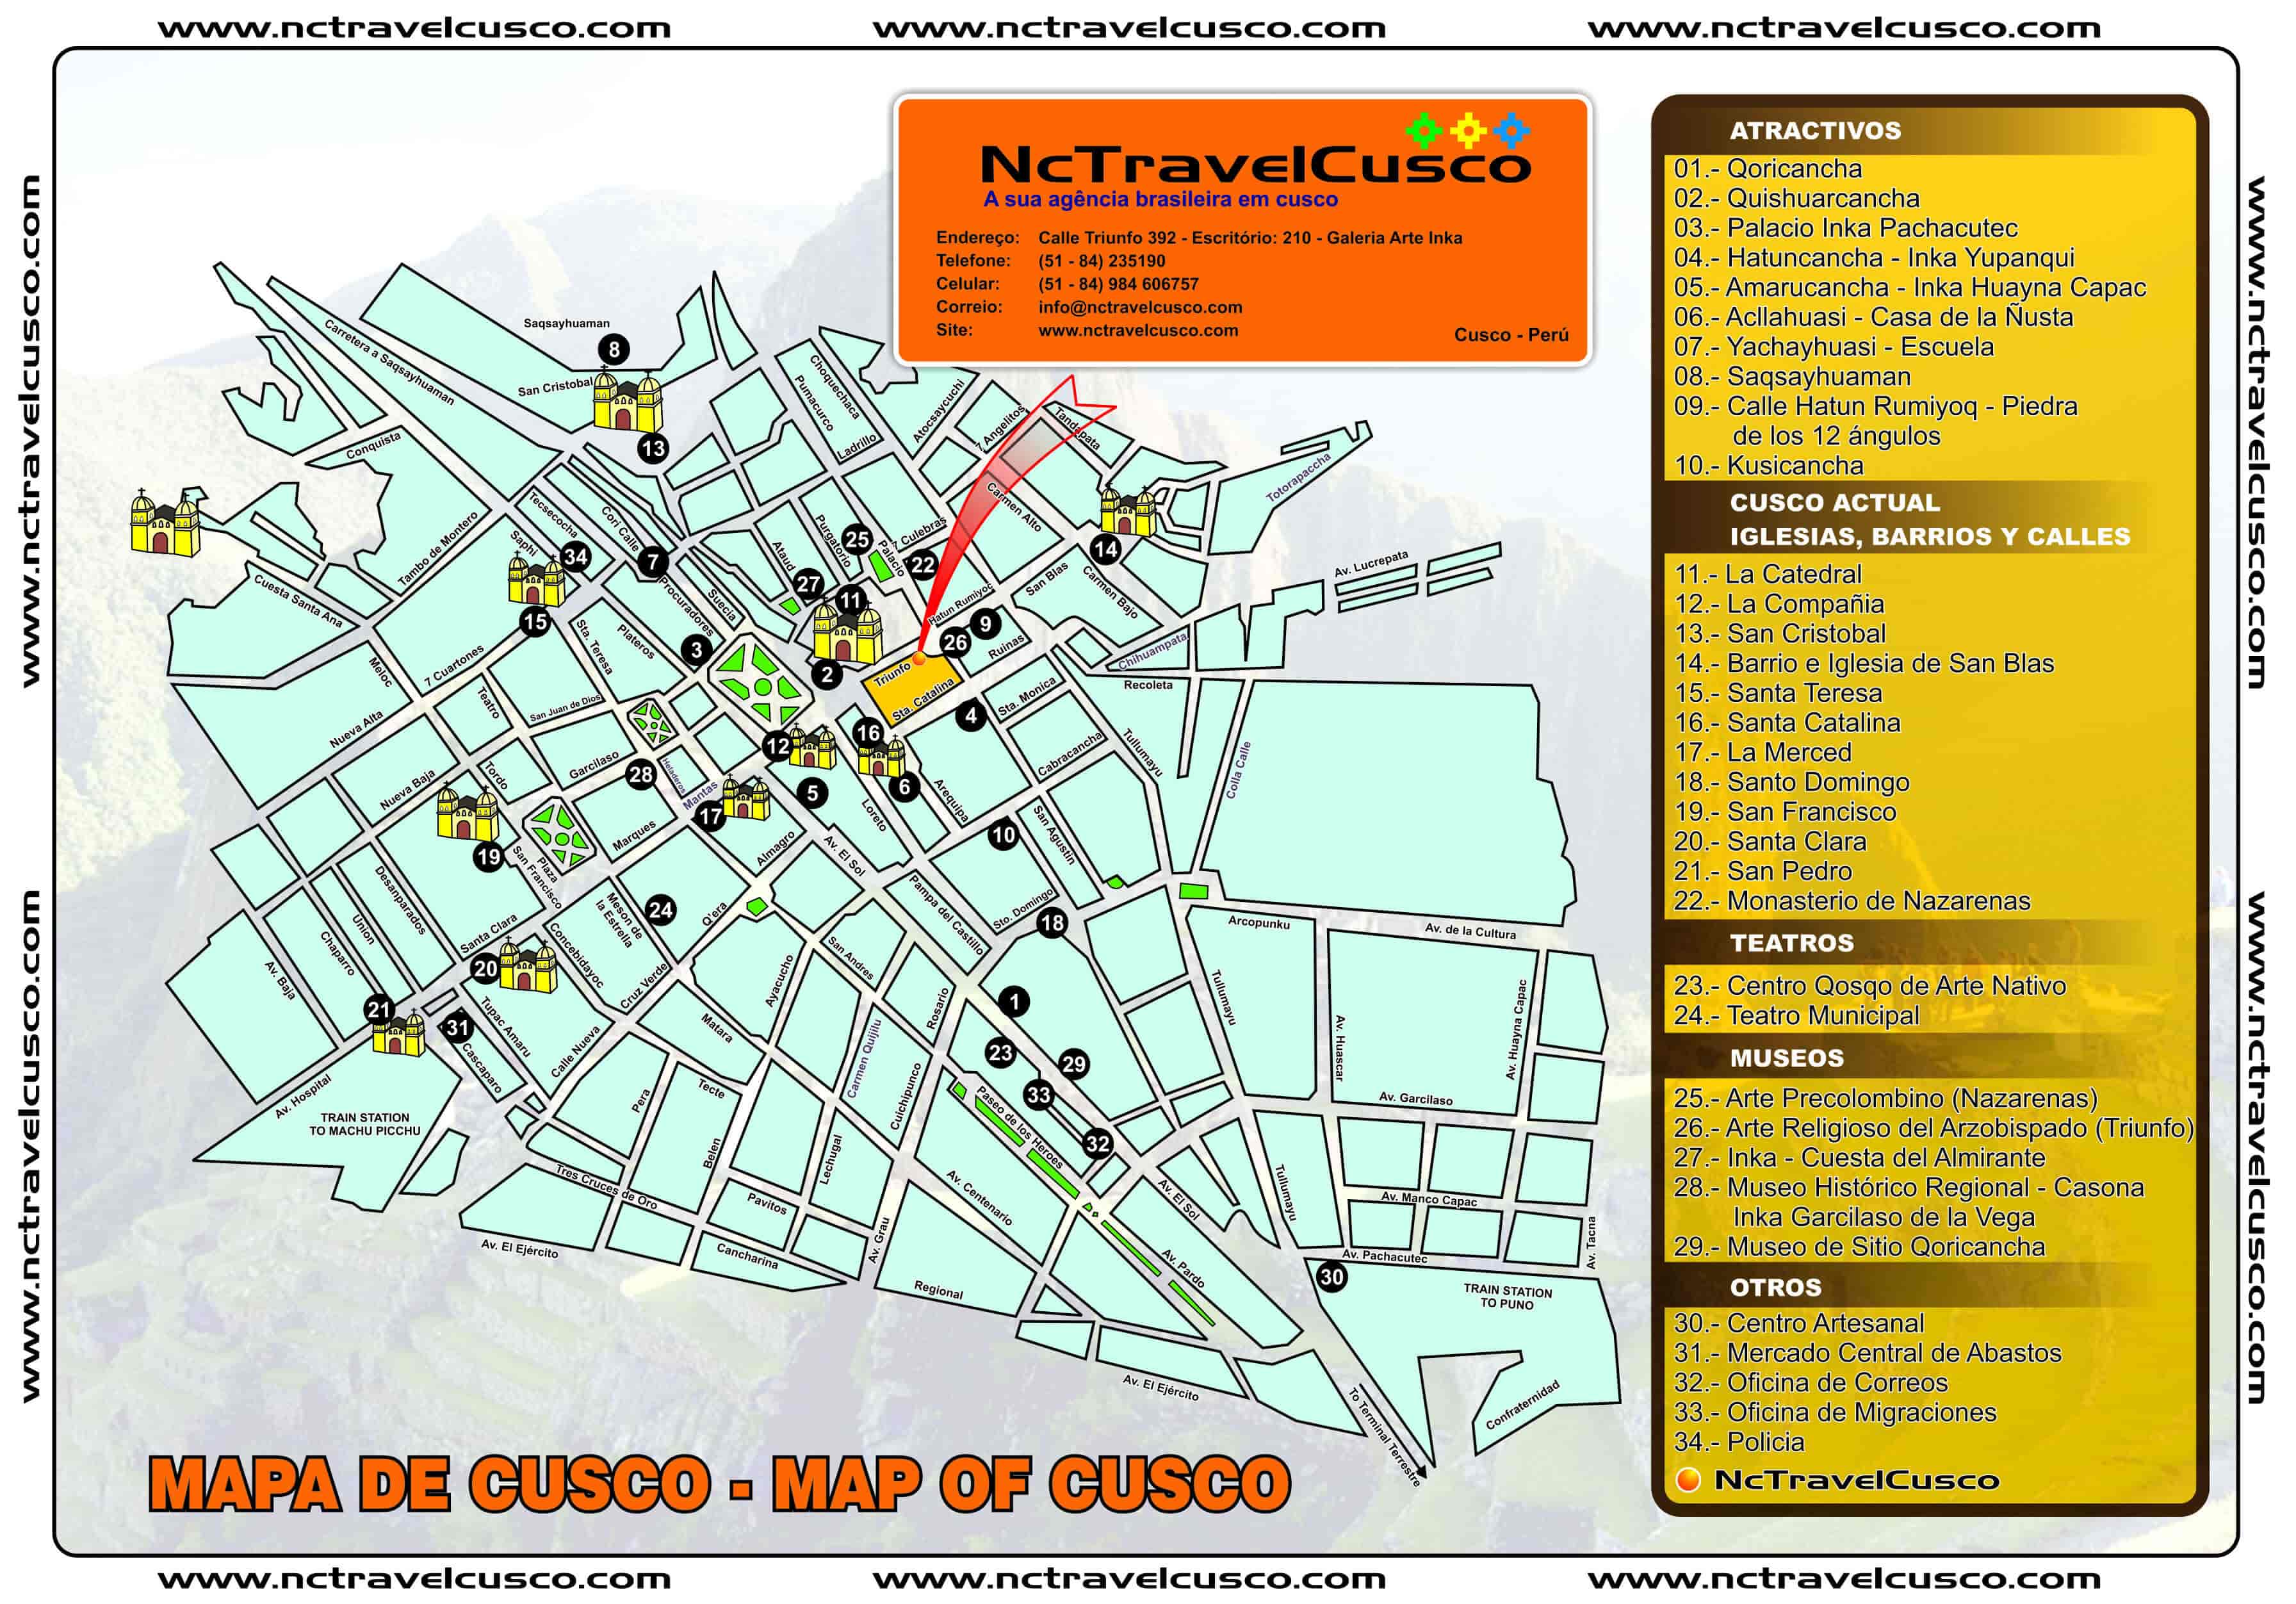 www.nctravelcusco.com
www.nctravelcusco.com
www.nctravelcusco.com
www.nctravelcusco.com
www.nctravelcusco.com
www.nctravelcusco.com
www.nctravelcusco.com
NcTravelCusco
A sua agência brasileira em cusco
Endereço: Calle Triunfo 392 - Escritório: 210 - Galeria Arte Inka
Telefone: (51 - 84) 235190
Celular: (51 - 84) 984 606757
Correio: info@nctravelcusco.com
Site: www.nctravelcusco.com
Cusco - Perú
Saqsayhuaman
8
Carretera a Saqsayhuaman
San Cristobal
13
Conquista
Choquechaca
Pumacurco
Ladrillo
Atocsaycuchi
7 Angelitos
Tandapata
Totorapaccha
Carmen Alto
14
Tecsecocha
Cori Calle
Saphi
34
7
Tambo de Montero
Cuesta Santa Ana
15
Ataud
Purgatorio
25
Palacio
7 Culebras
22
27
11
Suecia
Procuradores
3
Hatun Rumiyoc
San Blas
Carmen Bajo
Av. Lucrepata
9
26
Ruinas
Chihuampata
Recoleta
2
Triunfo
Sta. Catalina
4
Sta. Monica
Sta. Teresa
Plateros
7 Cuartones
Meloc
Teatro
San Juan de Dios
Nueva Alta
Nueva Baja
Tordo
Garcilaso
28
Heladeros
Mantas
17
12
16
5
6
Loreto
Arequipa
Cabracancha
Tullumayu
Colla Calle
10
San Agustin
19
Marques
Plaza
San Francisco
Almagro
Av. El Sol
Desanparados
Union
Chaparro
Av. Baja
Santa Clara
Meson de
la Estrella
24
Q'era
Concebidayoc
Cruz Verde
20
21
31
Tupac Amaru
Cascaparo
Calle Nueva
Av. Hospital
TRAIN STATION
TO MACHU PICCHU
Pampa del Castillo
Sto. Domingo
18
San Andres
Ayacucho
Rosario
Matara
1
23
29
33
32
Carmen Quijllu
Cuichipunco
Paseo de los Heroes
Pera
Tecte
Belen
Lechugal
Pavitos
Tres Cruces de Oro
Av. El Ejército
Cancharina
Av. Grau
Av. Centenario
Regional
Av. El Sol
Av. Pardo
Av. El Ejército
Arcopunku
Av. de la Cultura
Tullumayu
Av. Huascar
Av. Huayna Capac
Av. Garcilaso
Tullumayu
Av. Manco Capac
Av. Pachacutec
Av. Tacna
30
TRAIN STATION
TO PUNO
Confraternidad
To Terminal Terrestre
MAPA DE CUSCO - MAP OF CUSCO
ATRACTIVOS
01.- Qoricancha
02.- Quishuarcancha
03.- Palacio Inka Pachacutec
04.- Hatuncancha - Inka Yupanqui
05.- Amarucancha - Inka Huayna Capac
06.- Acllahuasi - Casa de la Ñusta
07.- Yachayhuasi - Escuela
08.- Saqsayhuaman
09.- Calle Hatun Rumiyoq - Piedra
de los 12 ángulos
10.- Kusicancha
CUSCO ACTUAL
IGLESIAS, BARRIOS Y CALLES
11.- La Catedral
12.- La Compañia
13.- San Cristobal
14.- Barrio e Iglesia de San Blas
15.- Santa Teresa
16.- Santa Catalina
17.- La Merced
18.- Santo Domingo
19.- San Francisco
20.- Santa Clara
21.- San Pedro
22.- Monasterio de Nazarenas
TEATROS
23.- Centro Qosqo de Arte Nativo
24.- Teatro Municipal
MUSEOS
25.- Arte Precolombino (Nazarenas)
26.- Arte Religioso del Arzobispado (Triunfo)
27.- Inka - Cuesta del Almirante
28.- Museo Histórico Regional - Casona
Inka Garcilaso de la Vega
29.- Museo de Sitio Qoricancha
OTROS
30.- Centro Artesanal
31.- Mercado Central de Abastos
32.- Oficina de Correos
33.- Oficina de Migraciones
34.- Policia
NcTravelCusco
www.nctravelcusco.com
www.nctravelcusco.com
www.nctravelcusco.com